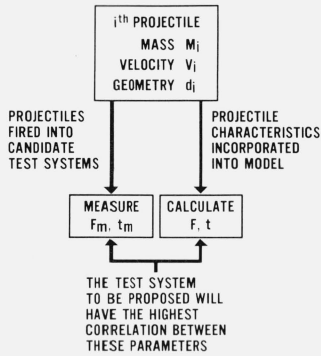 ith PROJECTILE
MASS Mi
VELOCITY Vi
GEOMETRY di
PROJECTILES
FIRED INTO
CANDIDATE
TEST SYSTEMS
PROJECTILE
CHARACTERISTICS
INCORPORATED
INTO MODEL
MEASURE
Fm, tm
CALCULATE
F, t
THE TEST SYSTEM
TO BE PROPOSED WILL
HAVE THE HIGHEST
CORRELATION BETWEEN
THESE PARAMETERS